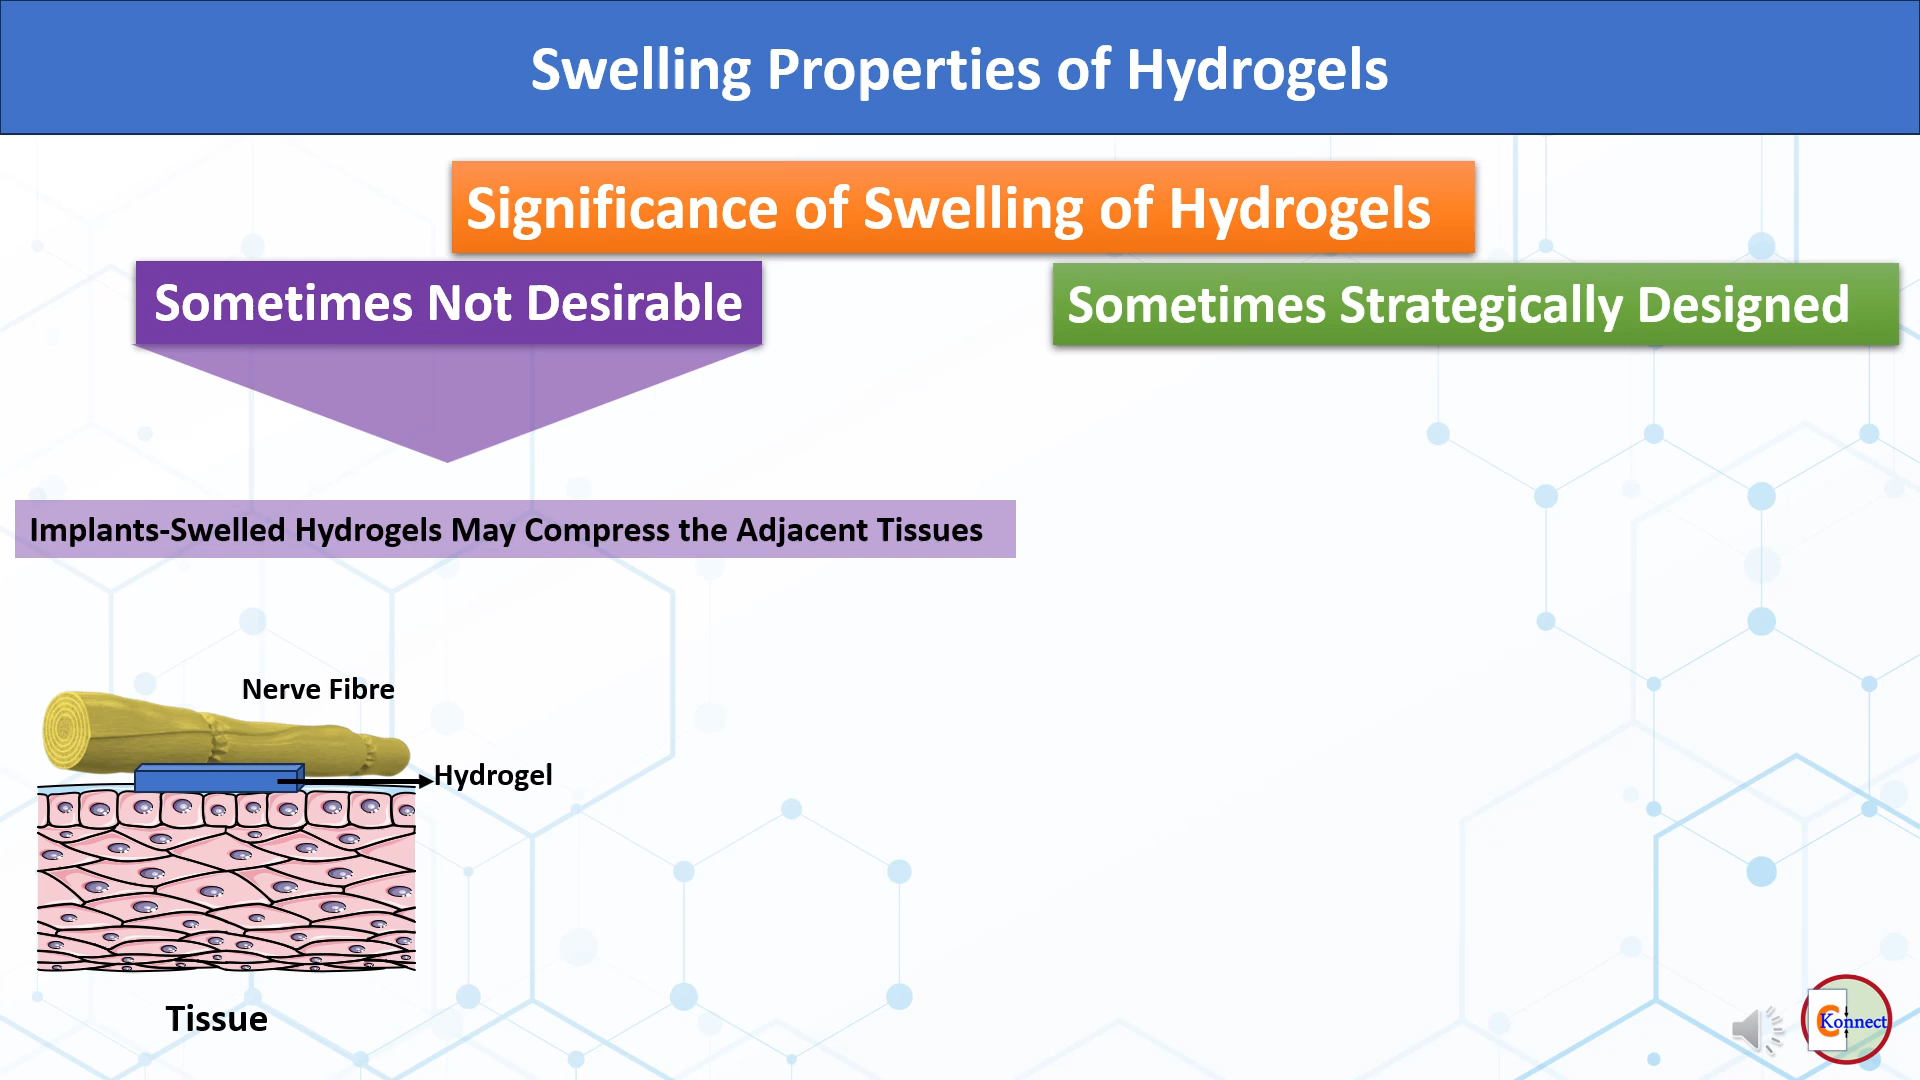 Swelling Properties of Hydrogels
Significance of Swelling of Hydrogels
Sometimes Not Desirable
Sometimes Strategically Designed
Implants-Swelled Hydrogels May Compress the Adjacent Tissues
Nerve Fibre
Hydrogel
Tissue
C Konnect